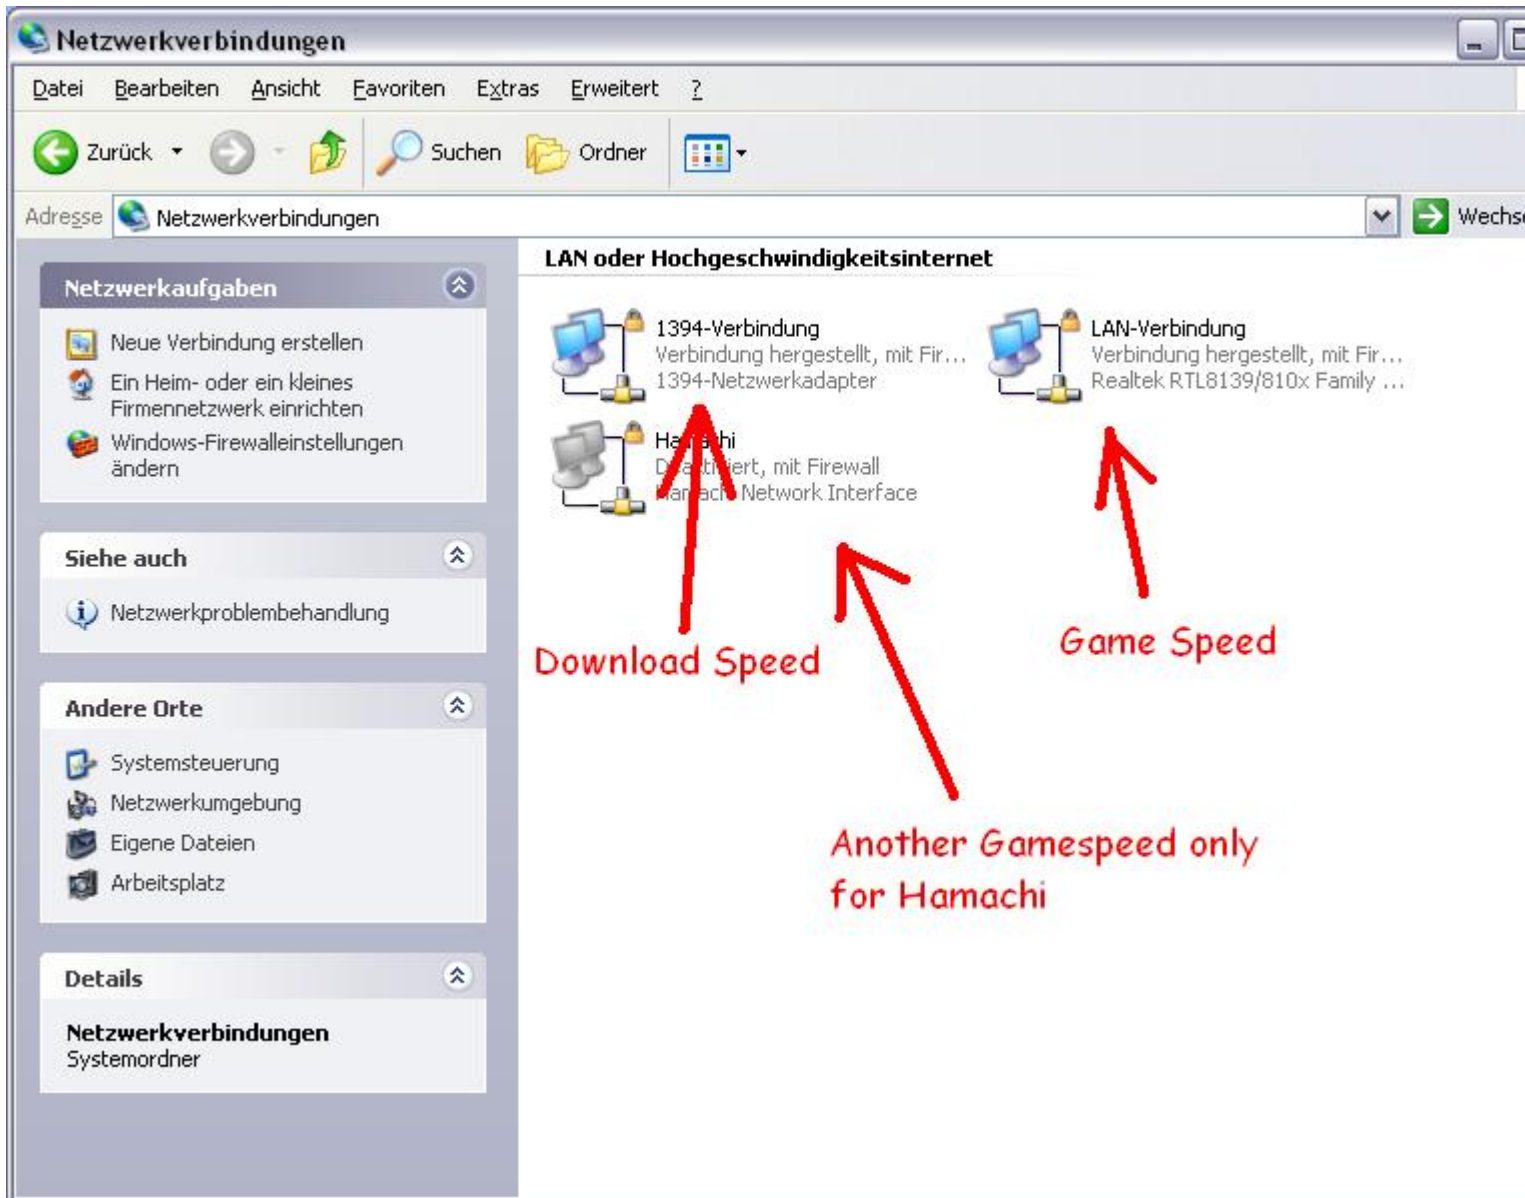 Netzwerkverbindungen
Datei Bearbeiten Ansicht Favoriten Extras Erweitert ?
Zurück Suchen Ordner
Adresse Netzwerkverbindungen
LAN oder Hochgeschwindigkeitsinternet
Netzwerkaufgaben
Neue Verbindung erstellen
Ein Heim- oder ein kleines
Firmennetzwerk einrichten
Windows-Firewalleinstellungen
ändern
Siehe auch
Netzwerkproblembehandlung
Andere Orte
Systemsteuerung
Netzwerkumgebung
Eigene Dateien
Arbeitsplatz
Details
Netzwerkverbindungen
Systemordner
1394-Verbindung
Verbindung hergestellt, mit Fir...
1394-Netzwerkadapter
LAN-Verbindung
Verbindung hergestellt, mit Fir...
Realtek RTL8139/810x Family ...
Hamachi
Deaktiviert, mit Firewall
Hamachi Network Interface
Download Speed
Game Speed
Another Gamespeed only
for Hamachi